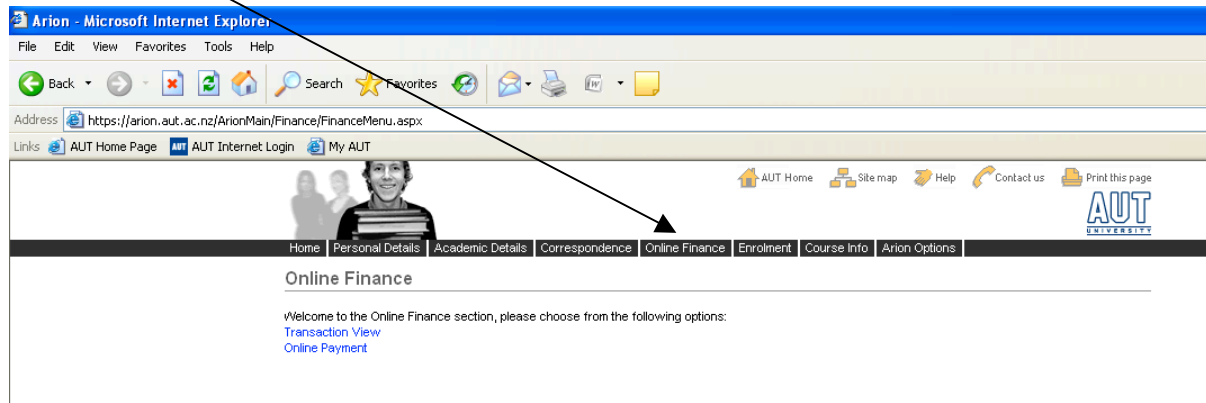 Arion - Microsoft Internet Explorer
File Edit View Favorites Tools Help
Back Search Favorites
Address https://arion.aut.ac.nz/ArionMain/Finance/FinanceMenu.aspx
Links AUT Home Page AUT AUT Internet Login My AUT
AUT Home Site map Help Contact us Print this page
AUT
UNIVERSITY
Home Personal Details Academic Details Correspondence Online Finance Enrolment Course Info Arion Options
Online Finance
Welcome to the Online Finance section, please choose from the following options:
Transaction View
Online Payment